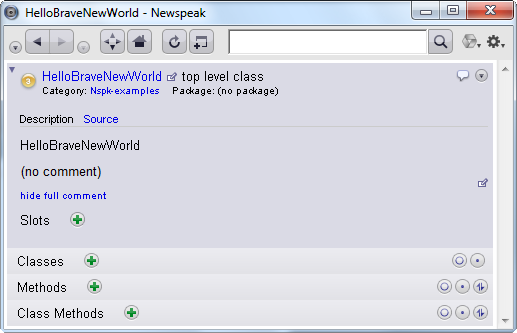 HelloBraveNewWorld - Newspeak
HelloBraveNewWorld top level class
Category: Nspk-examples Package: (no package)
Description Source
HelloBraveNewWorld
(no comment)
hide full comment
Slots
Classes
Methods
Class Methods